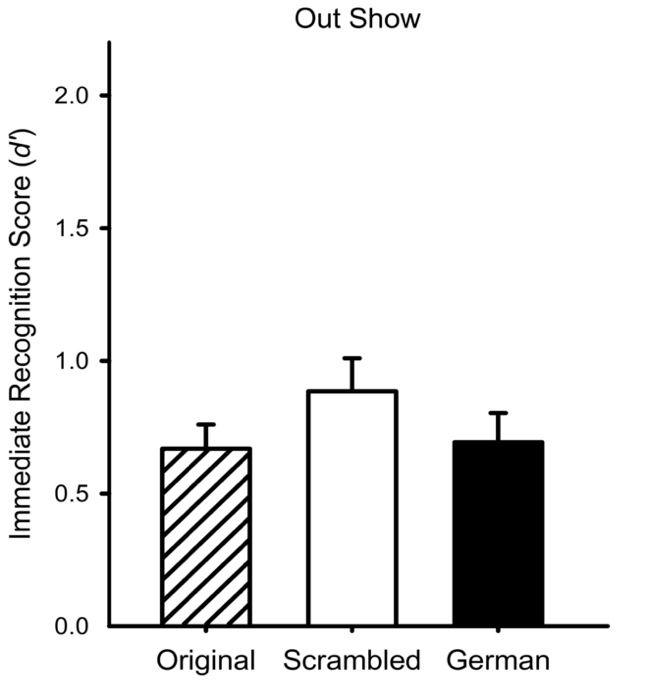 Out Show
Immediate Recognition Score (d')
2.0
1.5
1.0
0.5
0.0
Original Scrambled German